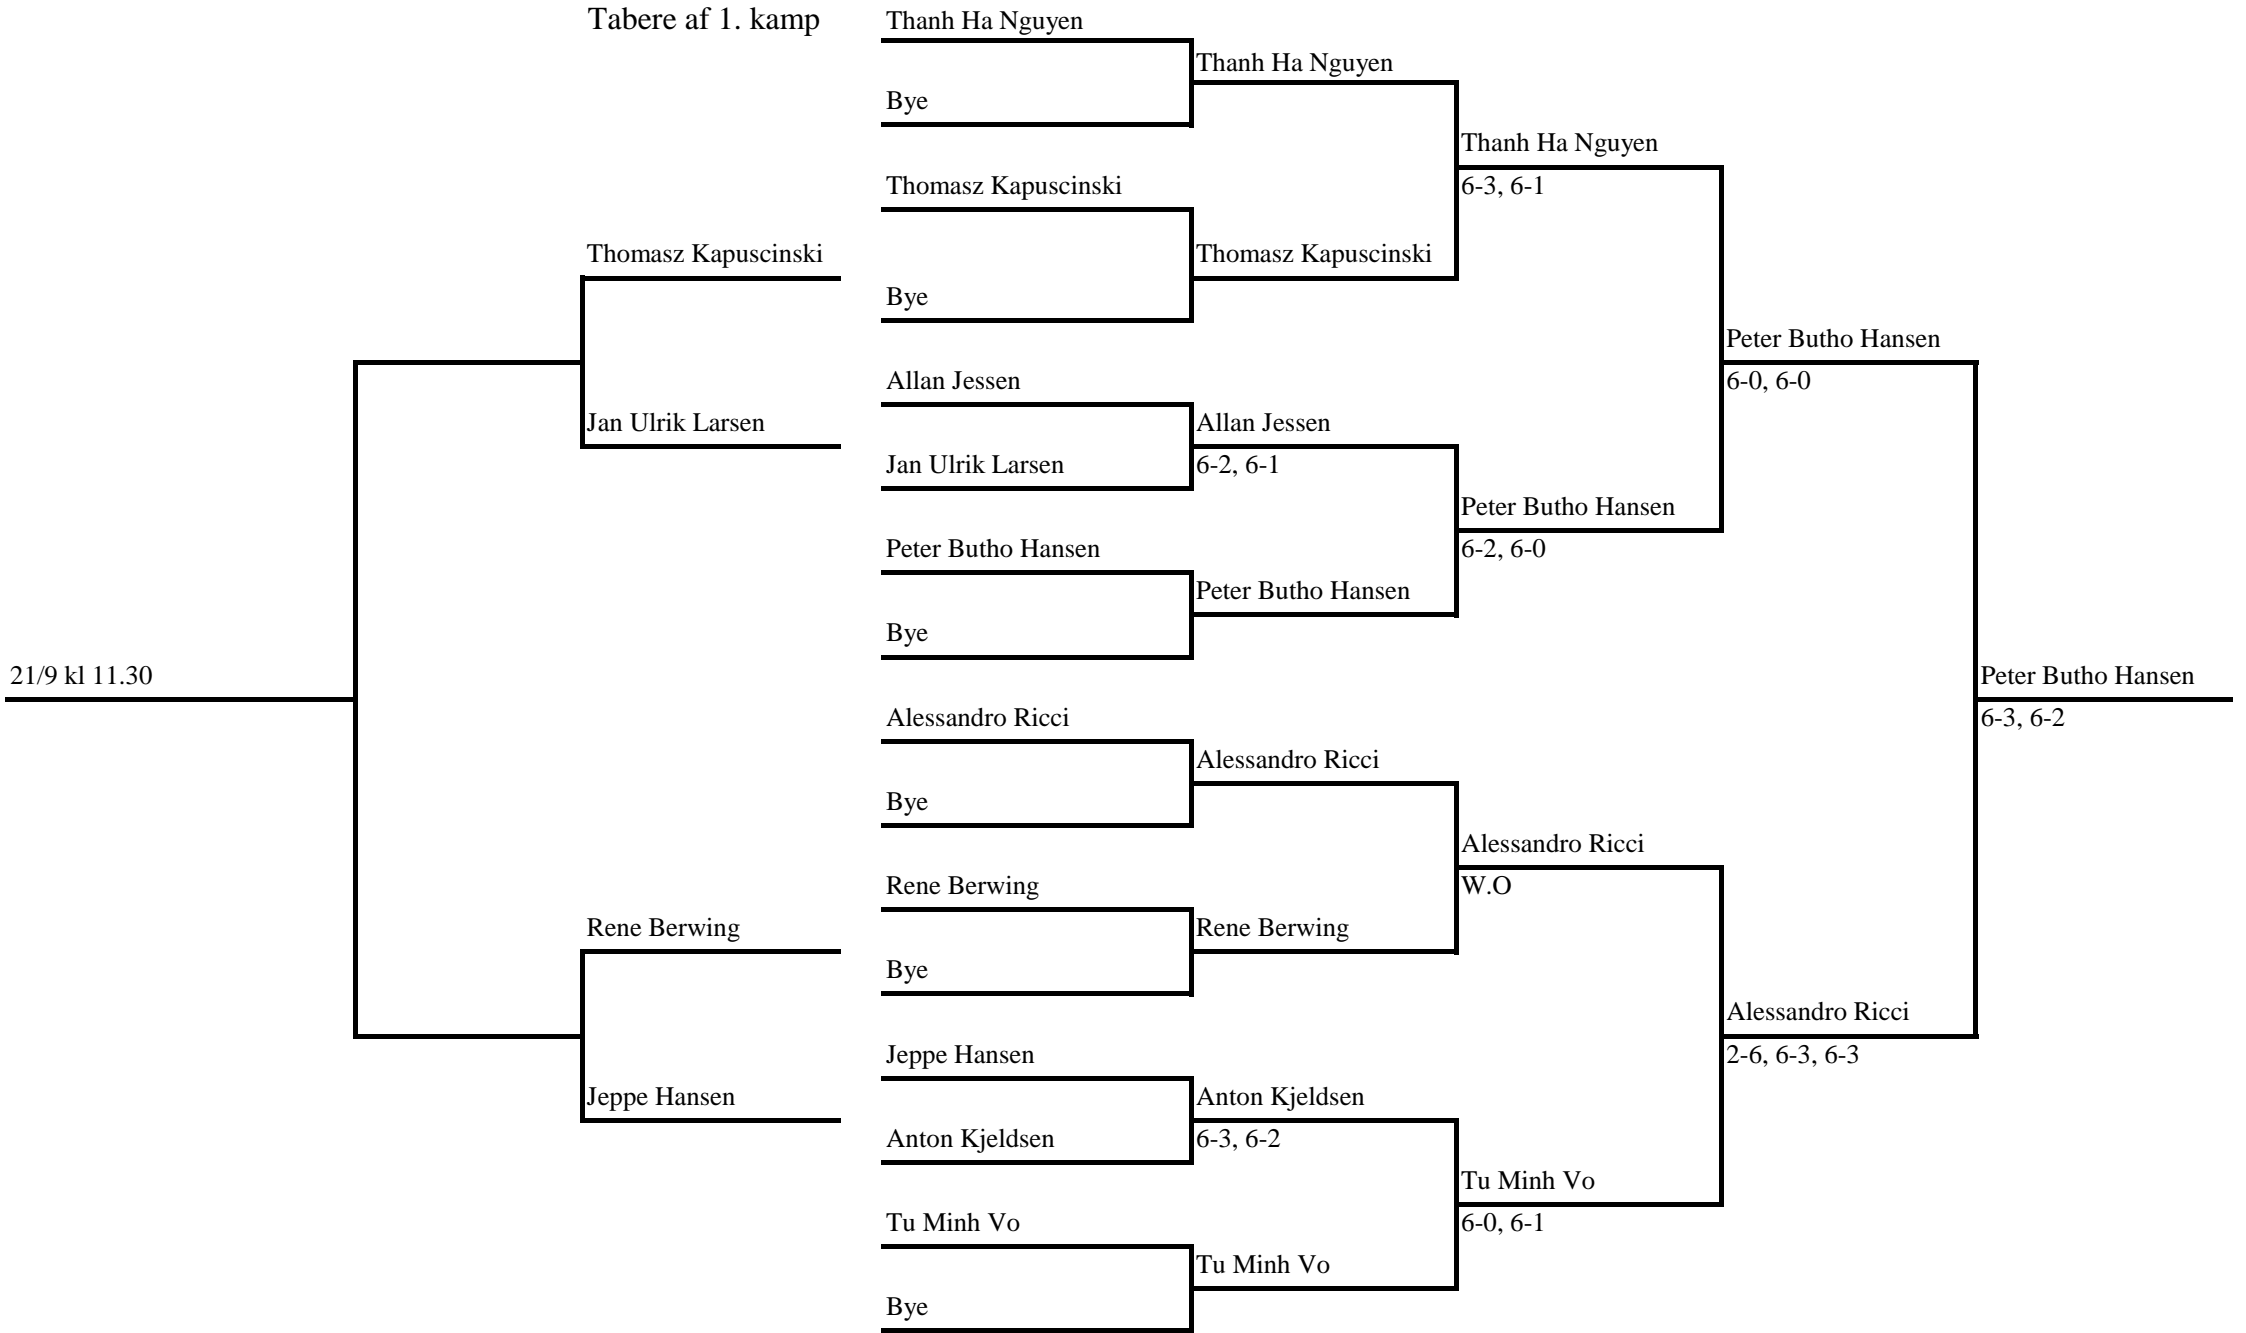 Tabere af 1. kamp
Thanh Ha Nguyen
Thanh Ha Nguyen
Bye
Thanh Ha Nguyen
Thomasz Kapuscinski
6-3, 6-1
Thomasz Kapuscinski
Thomasz Kapuscinski
Bye
Peter Butho Hansen
Allan Jessen
6-0, 6-0
Jan Ulrik Larsen
Allan Jessen
Jan Ulrik Larsen
6-2, 6-1
Peter Butho Hansen
Peter Butho Hansen
6-2, 6-0
Peter Butho Hansen
Bye
21/9 kl 11.30
Peter Butho Hansen
Alessandro Ricci
6-3, 6-2
Alessandro Ricci
Bye
Alessandro Ricci
Rene Berwing
W.O
Rene Berwing
Rene Berwing
Bye
Alessandro Ricci
Jeppe Hansen
2-6, 6-3, 6-3
Jeppe Hansen
Anton Kjeldsen
Anton Kjeldsen
6-3, 6-2
Tu Minh Vo
Tu Minh Vo
6-0, 6-1
Tu Minh Vo
Bye